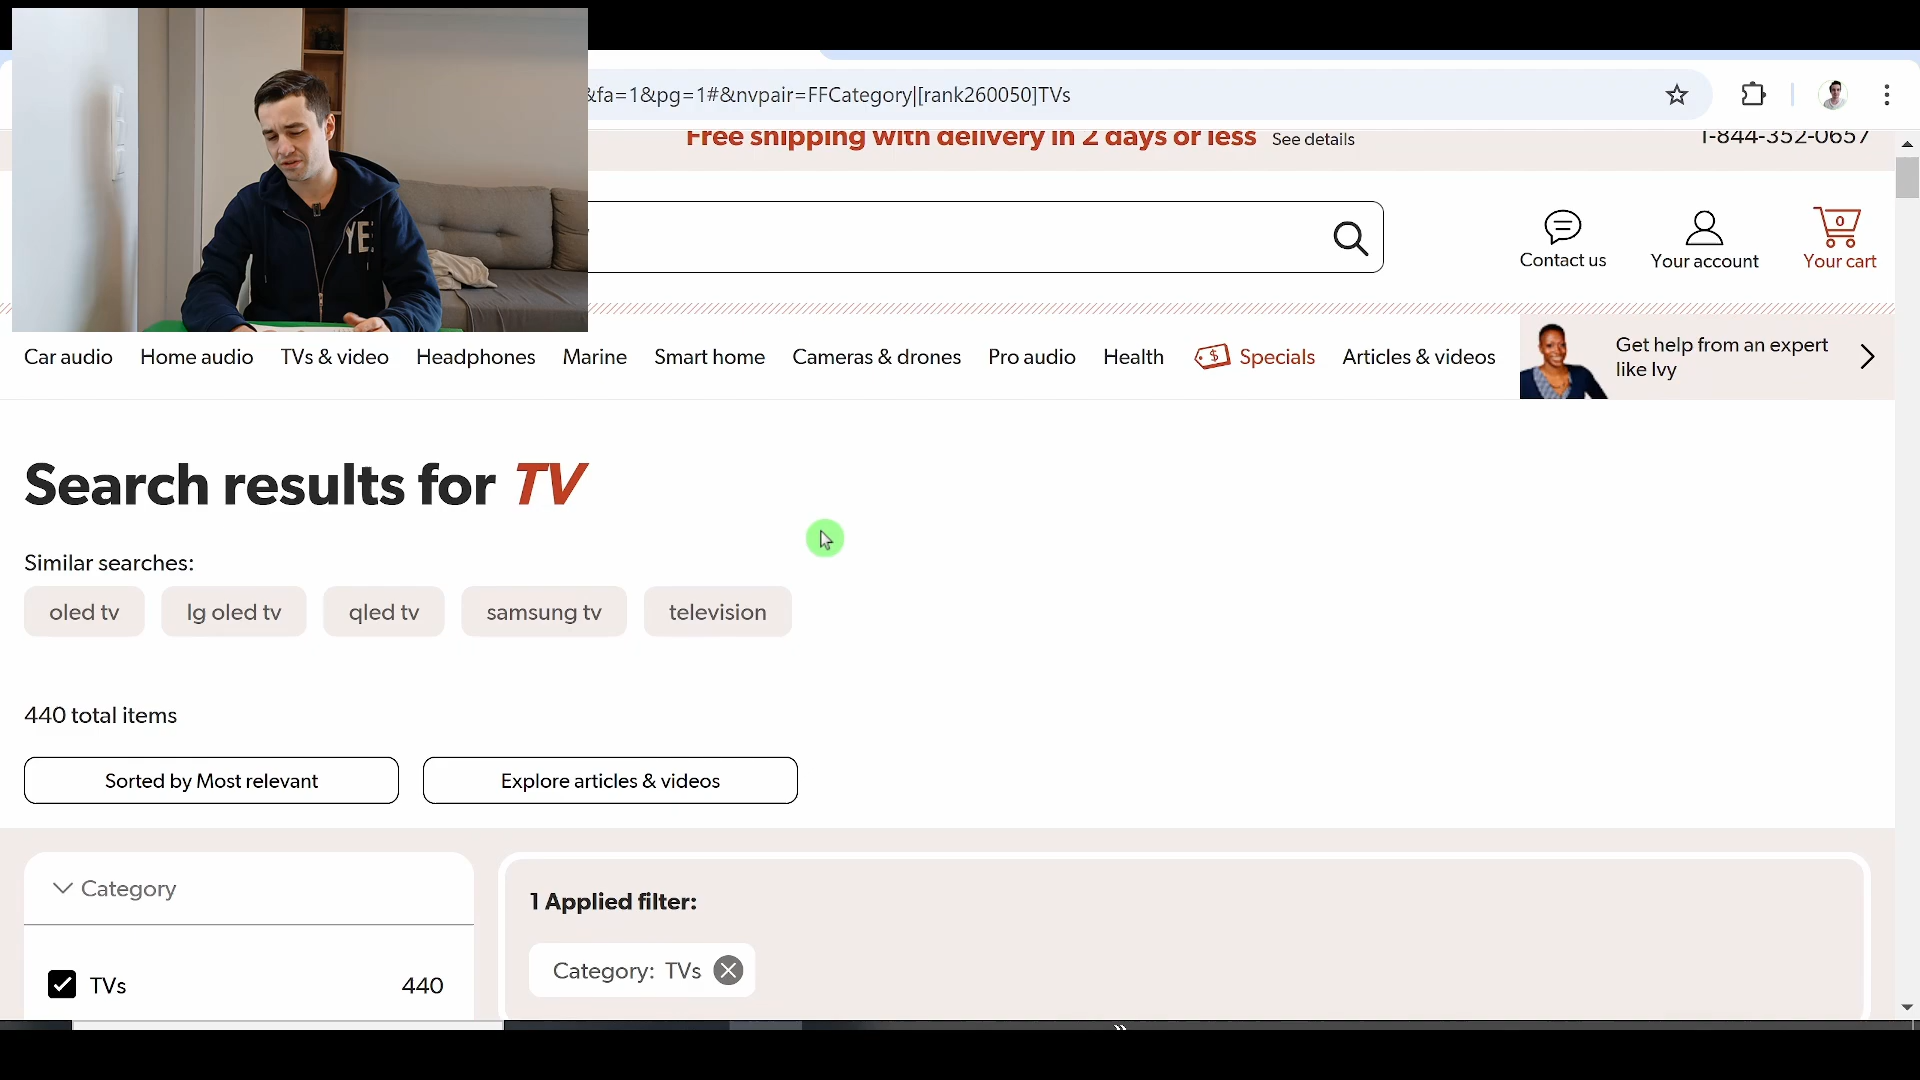 &fa=1&pg=1#&nvpair=FFCategory|[rank260050]TVs
Free shipping with delivery in 2 days or less See details
1-844-352-0657
YE
Contact us
Your account
0
Your cart
Car audio Home audio TVs & video Headphones Marine Smart home Cameras & drones Pro audio Health $ Specials Articles & videos
Get help from an expert
like Ivy
Search results for TV
Similar searches:
oled tv lg oled tv qled tv samsung tv television
440 total items
Sorted by Most relevant
Explore articles & videos
Category
TVs 440
1 Applied filter:
Category: TVs